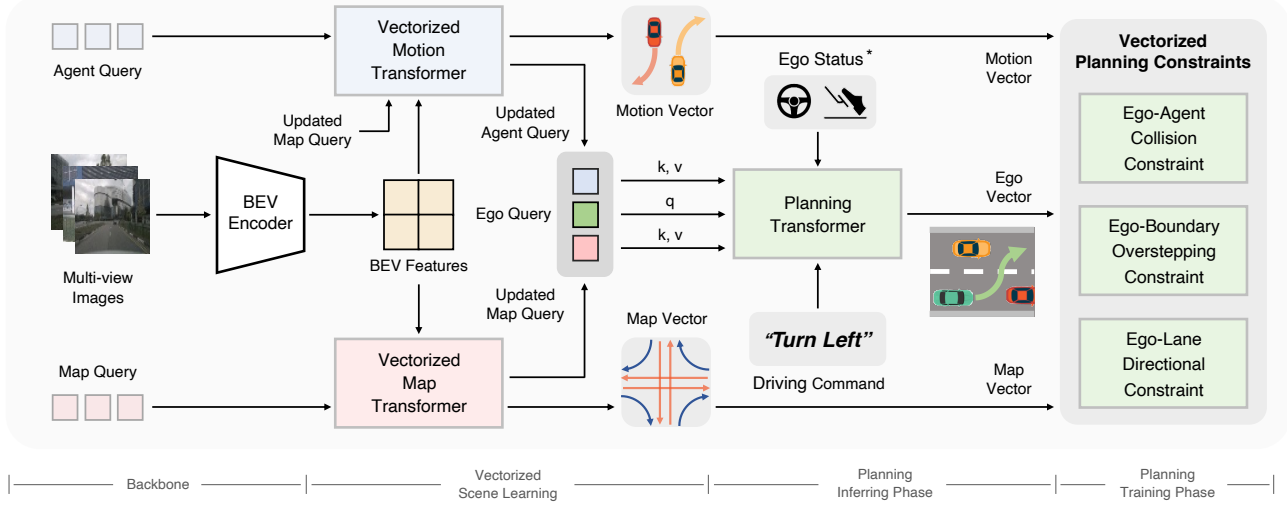 Agent Query
Vectorized
Motion
Transformer
Updated
Map Query
Updated
Agent Query
Motion Vector
Ego Status *
Motion
Vector
Vectorized
Planning Constraints
Ego-Agent
Collision
Constraint
Multi-view
Images
BEV
Encoder
BEV Features
Ego Query
k, v
q
k, v
Planning
Transformer
Ego
Vector
Ego-Boundary
Overstepping
Constraint
Map Query
Vectorized
Map
Transformer
Updated
Map Query
Map Vector
“Turn Left”
Driving Command
Map
Vector
Ego-Lane
Directional
Constraint
Backbone
Vectorized
Scene Learning
Planning
Inferring Phase
Planning
Training Phase